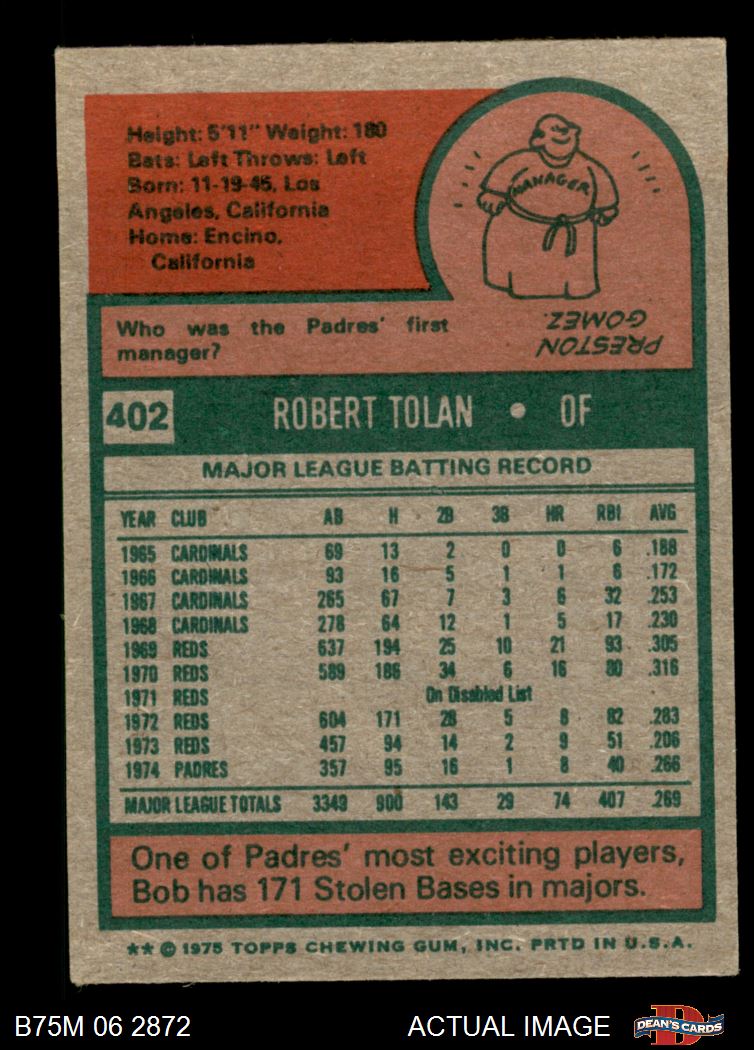 Height: 5'11" Weight: 180
Bats: Left Throws: Left
Born: 11-19-45, Los
Angeles, California
Home: Encino,
California
MANAGER
Who was the Padres' first
manager?
PRESTON
GOMEZ.
402 ROBERT TOLAN • OF
MAJOR LEAGUE BATTING RECORD
YEAR CLUB AB H 2B 3B HR RBI AVG
1965 CARDINALS 69 13 2 0 0 6 .188
1966 CARDINALS 93 16 5 1 1 6 .172
1967 CARDINALS 265 67 7 3 6 32 .253
1968 CARDINALS 278 64 12 1 5 17 .230
1969 REDS 637 194 25 10 21 93 .305
1970 REDS 589 186 34 6 16 80 .316
1971 REDS On Disabled List
1972 REDS 604 171 28 5 8 82 .283
1973 REDS 457 94 14 2 9 51 .206
1974 PADRES 357 95 16 1 8 40 .266
MAJOR LEAGUE TOTALS 3349 900 143 29 74 407 .269
One of Padres' most exciting players,
Bob has 171 Stolen Bases in majors.
** © 1975 TOPPS CHEWING GUM, INC. PRTD IN U.S.A.
B75M 06 2872 ACTUAL IMAGE DEAN'S CARDS